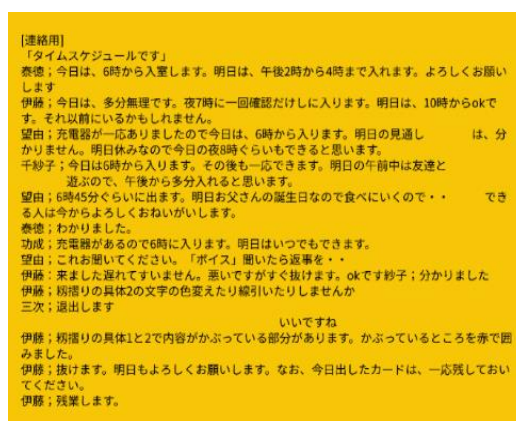 [連絡用]
「タイムスケジュールです」
泰徳；今日は、6時から入室します。明日は、午後2時から4時まで入れます。よろしくお願い
します
伊藤；今日は、多分無理です。夜7時に一回確認だけしに入ります。明日は、10時からokで
す。それ以前にいるかもしれません。
望由；充電器が一応ありましたので今日は、6時から入ります。明日の見通し は、分
かりません。明日休みなので今日の夜8時ぐらいもできると思います。
千紗子；今日は6時から入ります。その後も一応できます。明日の午前中は友達と
遊ぶので、午後から多分入れると思います。
望由；6時45分ぐらいに出ます。明日お父さんの誕生日なので食べにいくので・・ でき
る人は今からよろしくおねいがいします。
泰徳；わかりました。
功成；充電器があるので6時に入ります。明日はいつでもできます。
望由；これお聞いてください。「ボイス」聞いたら返事を・・
伊藤：来ました遅れてすいません。悪いですがすぐ抜けます。okです紗子；分かりました
伊藤；籾摺りの具体2の文字の色変えたり線引いたりしませんか
三次；退出します
いいですね
伊藤；籾摺りの具体1と2で内容がかぶっている部分があります。かぶっているところを赤で囲
みました。
伊藤；抜けます。明日もよろしくお願いします。なお、今日出したカードは、一応残しておい
てください。
伊藤；残業します。